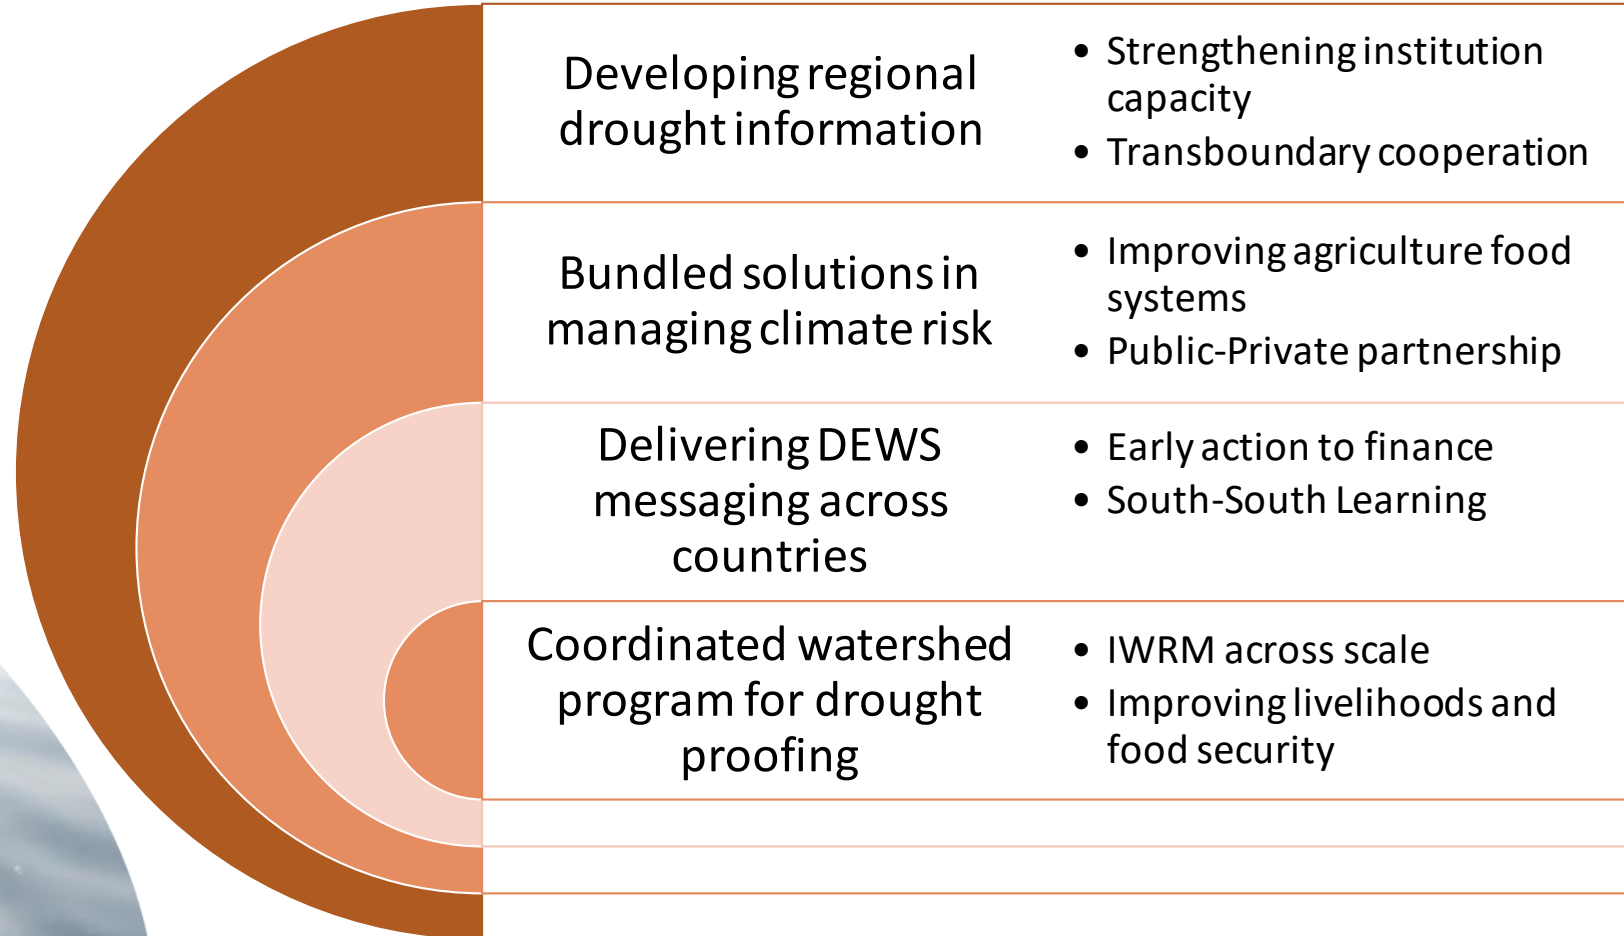 Developing regional
drought information
• Strengthening institution
capacity
• Transboundary cooperation
Bundled solutions in
managing climate risk
• Improving agriculture food
systems
• Public-Private partnership
Delivering DEWS
messaging across
countries
• Early action to finance
• South-South Learning
Coordinated watershed
program for drought
proofing
• IWRM across scale
• Improving livelihoods and
food security